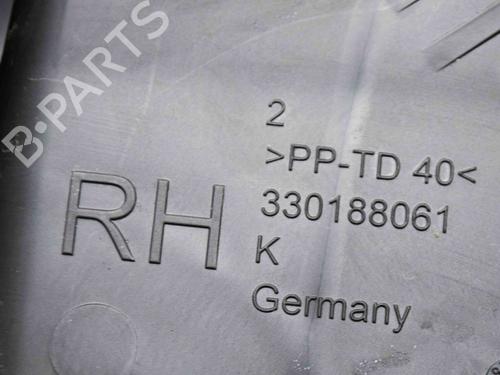 B-PARTS
2
>PP-TD 40<
RH
330188061
K
Germany